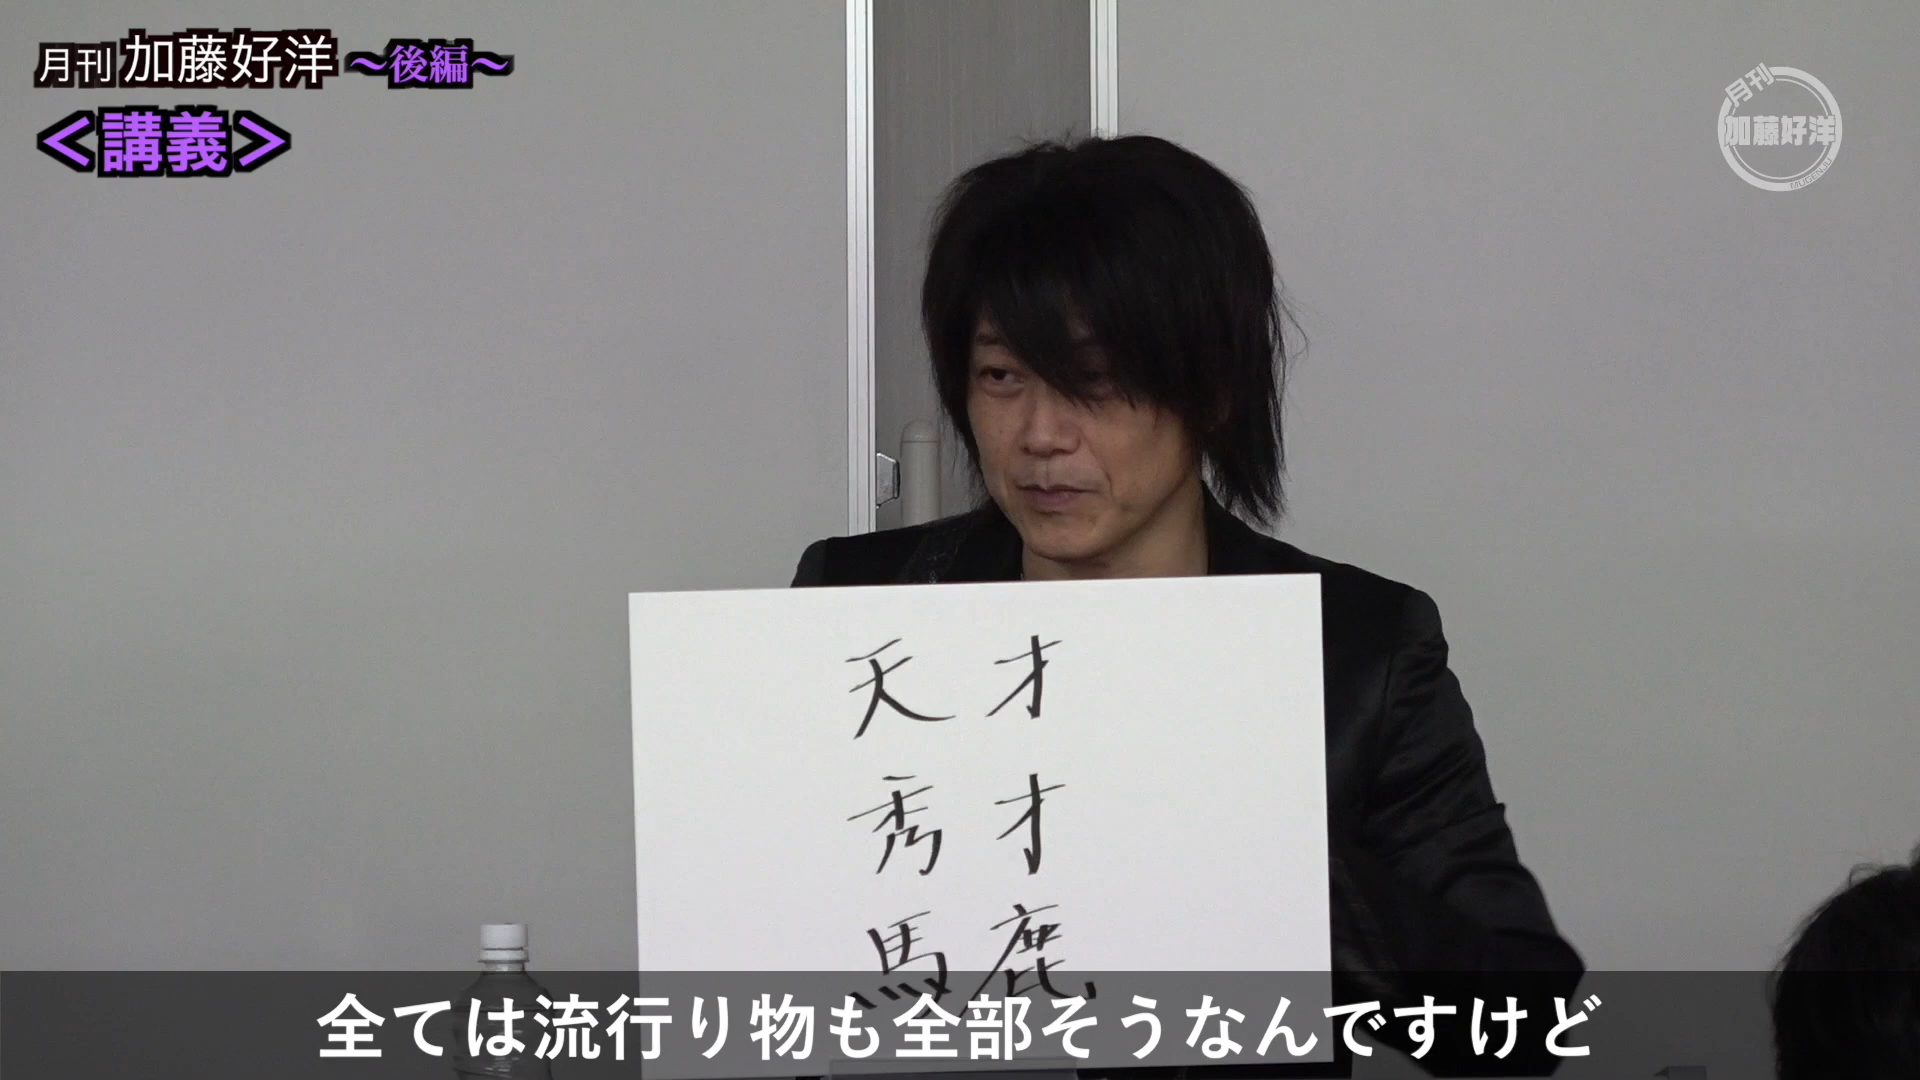 月刊 加藤好洋 ～後編～
＜講義＞
月刊
加藤好洋
MUGENJU
天才
秀才
馬鹿
全ては流行り物も全部そうなんですけど